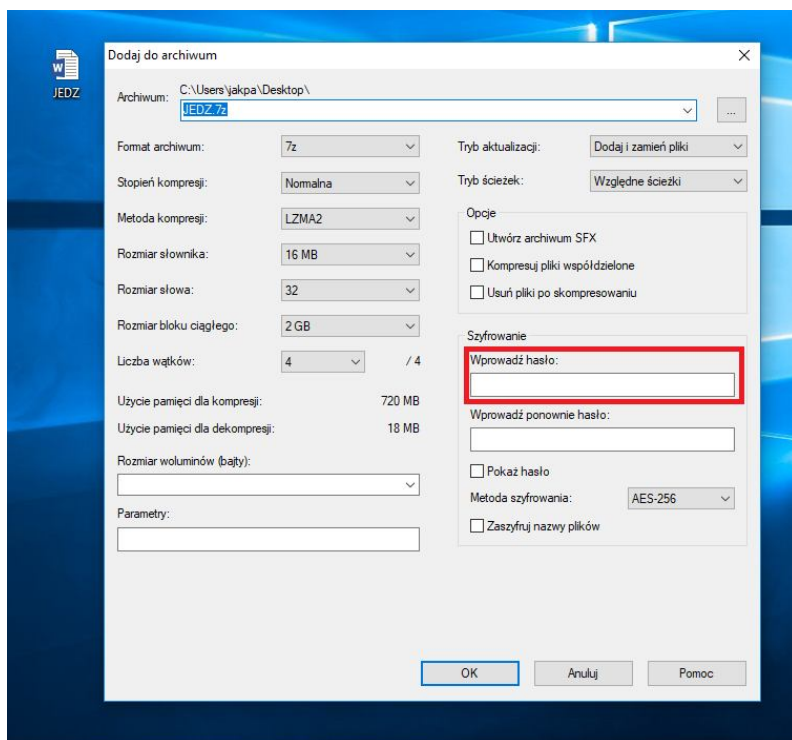 JEDZ
Dodaj do archiwum
Archiwum:
C:\Users\jakpa\Desktop\
JEDZ.7z
...
Format archiwum:
7z
Stopień kompresji:
Normalna
Metoda kompresji:
LZMA2
Rozmiar słownika:
16 MB
Rozmiar słowa:
32
Rozmiar bloku ciągłego:
2 GB
Liczba wątków:
4
/ 4
Użycie pamięci dla kompresji:
720 MB
Użycie pamięci dla dekompresji:
18 MB
Rozmiar woluminów (bajty):
Parametry:
Tryb aktualizacji:
Dodaj i zamień pliki
Tryb ścieżek:
Względne ścieżki
Opcje
Utwórz archiwum SFX
Kompresuj pliki współdzielone
Usuń pliki po skompresowaniu
Szyfrowanie
Wprowadź hasło:
Wprowadź ponownie hasło:
Pokaż hasło
Metoda szyfrowania:
AES-256
Zaszyfruj nazwy plików
OK
Anuluj
Pomoc